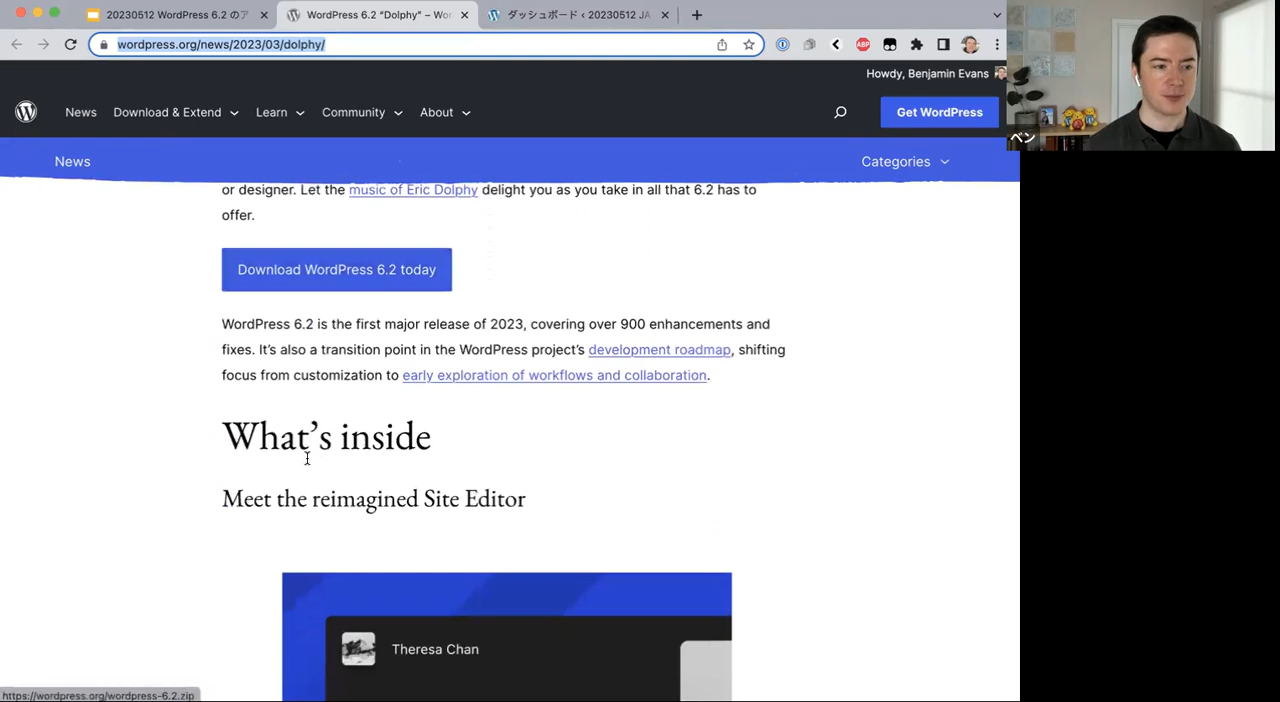 20230512 WordPress 6.2 のア
WordPress 6.2 “Dolphy” – Wor
ダッシュボード ‹ 20230512 JA
wordpress.org/news/2023/03/dolphy/
ABP
Howdy, Benjamin Evans
News
Download & Extend
Learn
Community
About
Get WordPress
ベン
News
Categories
or designer. Let the music of Eric Dolphy delight you as you take in all that 6.2 has to
offer.
Download WordPress 6.2 today
WordPress 6.2 is the first major release of 2023, covering over 900 enhancements and
fixes. It’s also a transition point in the WordPress project’s development roadmap, shifting
focus from customization to early exploration of workflows and collaboration.
What’s inside
Meet the reimagined Site Editor
Theresa Chan
https://wordpress.org/wordpress-6.2.zip